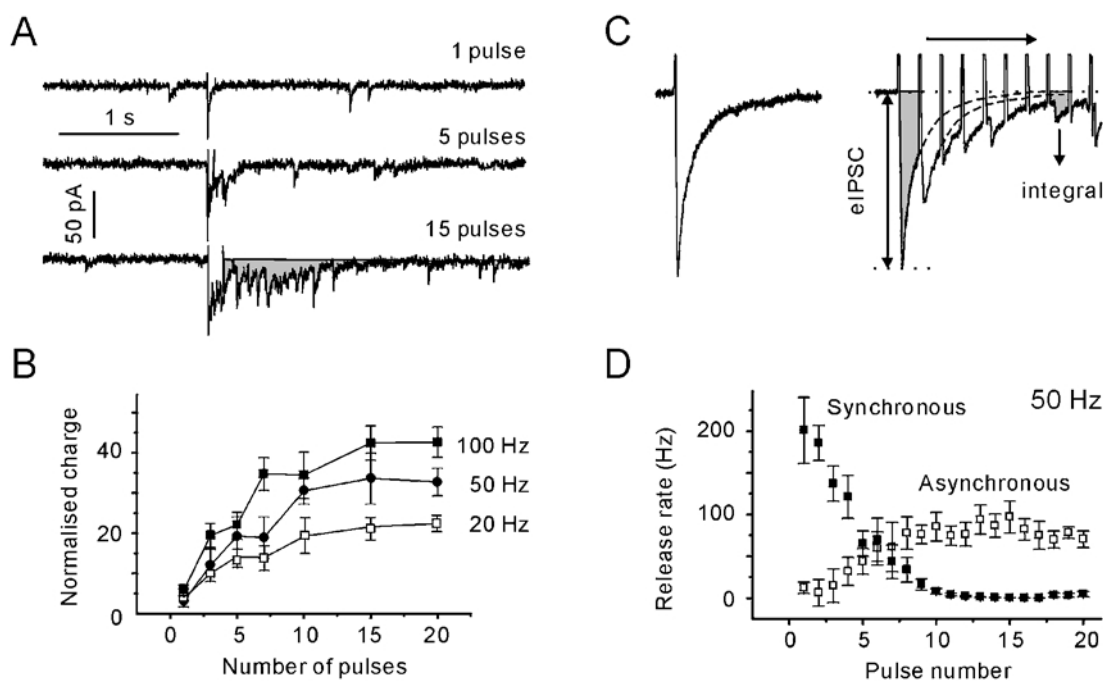 A
1 pulse
1 s
5 pulses
50 pA
15 pulses
B
Normalised charge
40
20
0
100 Hz
50 Hz
20 Hz
0 5 10 15 20
Number of pulses
C
eIPSC
integral
D
50 Hz
Synchronous
Asynchronous
Release rate (Hz)
200
100
0
0 5 10 15 20
Pulse number